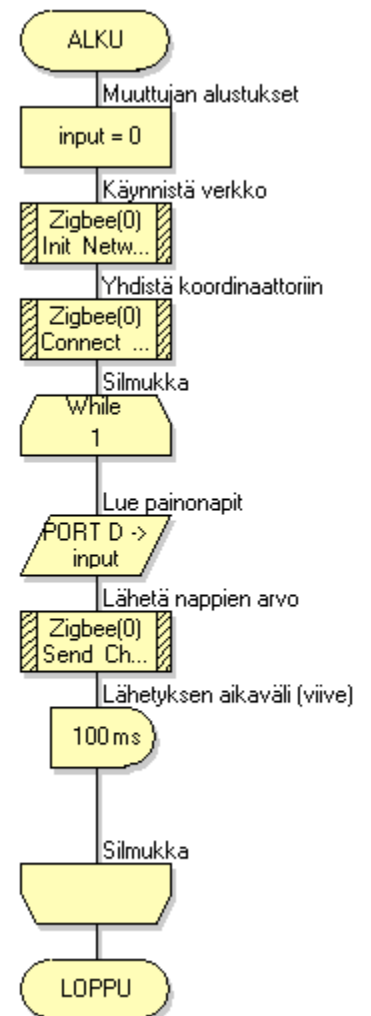 ALKU
Muuttujan alustukset
input = 0
Käynnistä verkko
Zigbee(0)
Init Netw...
Yhdistä koordinaattoriin
Zigbee(0)
Connect ...
Silmukka
While
1
Lue painonapit
PORT D ->
input
Lähetä nappien arvo
Zigbee(0)
Send Ch...
Lähetyksen aikaväli (viive)
100 ms
Silmukka
LOPPU